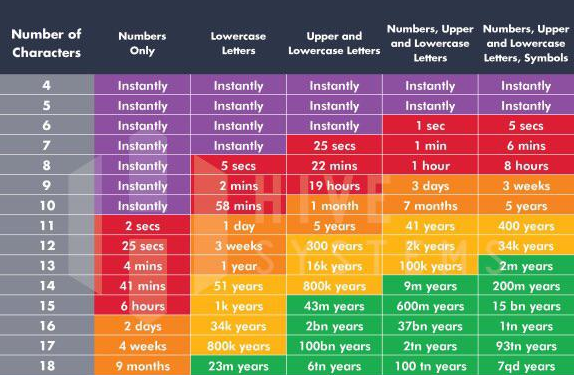 Number of Characters Numbers Only Lowercase Letters Upper and Lowercase Letters Numbers, Upper and Lowercase Letters Numbers, Upper and Lowercase Letters, Symbols
4 Instantly Instantly Instantly Instantly Instantly
5 Instantly Instantly Instantly Instantly Instantly
6 Instantly Instantly Instantly 1 sec 5 secs
7 Instantly Instantly 25 secs 1 min 6 mins
8 Instantly 5 secs 22 mins 1 hour 8 hours
9 Instantly 2 mins 19 hours 3 days 3 weeks
10 Instantly 58 mins 1 month 7 months 5 years
11 2 secs 1 day 5 years 41 years 400 years
12 25 secs 3 weeks 300 years 2k years 34k years
13 4 mins 1 year 16k years 100k years 2m years
14 41 mins 51 years 800k years 9m years 200m years
15 6 hours 1k years 43m years 600m years 15 bn years
16 2 days 34k years 2bn years 37bn years 1tn years
17 4 weeks 800k years 100bn years 2tn years 93tn years
18 9 months 23m years 6tn years 100 tn years 7qd years
HIVE
SYSTEMS